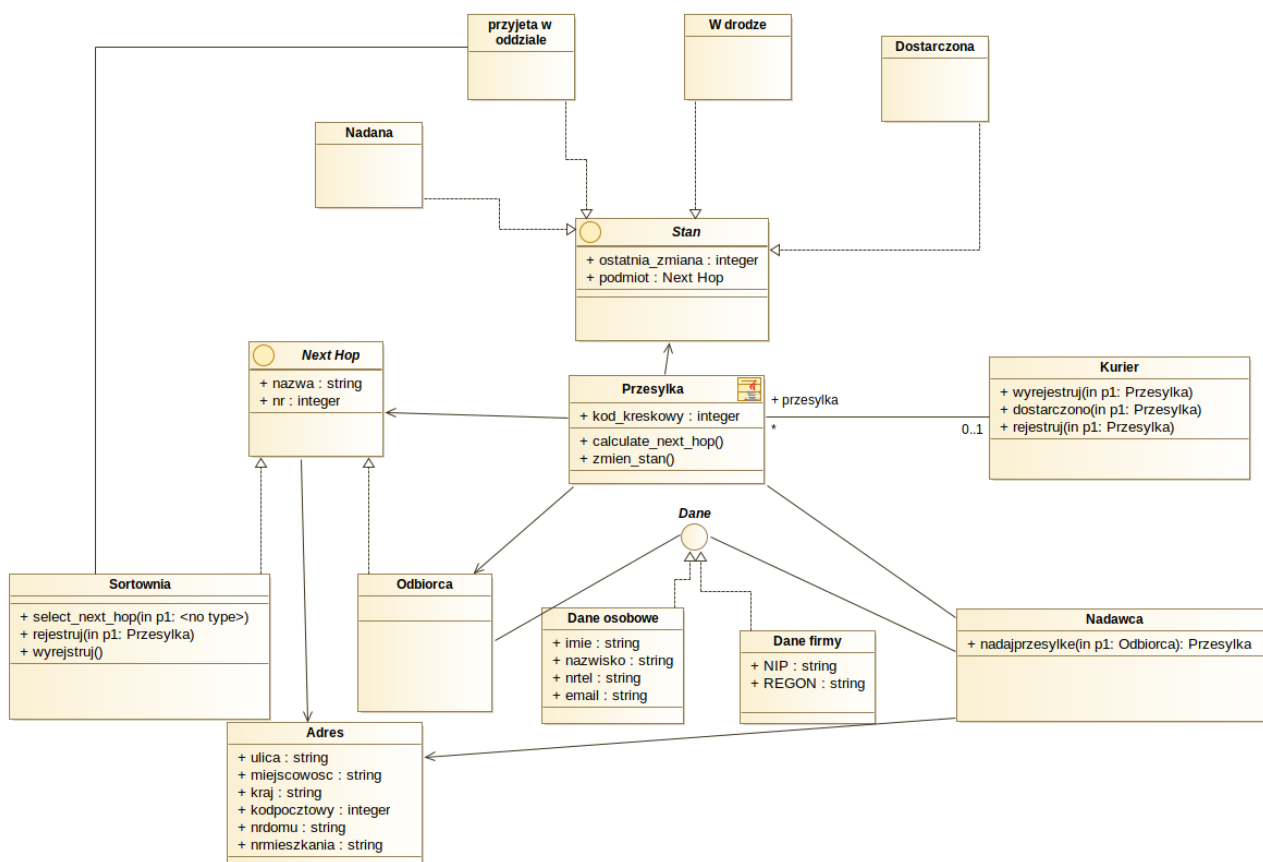 przyjeta w
oddziale
W drodze
Dostarczona
Nadana
Stan
+ ostatnia_zmiana : integer
+ podmiot : Next Hop
Next Hop
+ nazwa : string
+ nr : integer
Przesylka
+ kod_kreskowy : integer
+ calculate_next_hop()
+ zmien_stan()
+ przesylka
*
0..1
Kurier
+ wyrejestruj(in p1: Przesylka)
+ dostarczono(in p1: Przesylka)
+ rejestruj(in p1: Przesylka)
Dane
Sortownia
+ select_next_hop(in p1: <no type>)
+ rejestruj(in p1: Przesylka)
+ wyrejstruj()
Odbiorca
Dane osobowe
+ imie : string
+ nazwisko : string
+ nrtel : string
+ email : string
Dane firmy
+ NIP : string
+ REGON : string
Nadawca
+ nadajprzesylke(in p1: Odbiorca): Przesylka
Adres
+ ulica : string
+ miejscowosc : string
+ kraj : string
+ kodpocztowy : integer
+ nrdomu : string
+ nrmieszkania : string